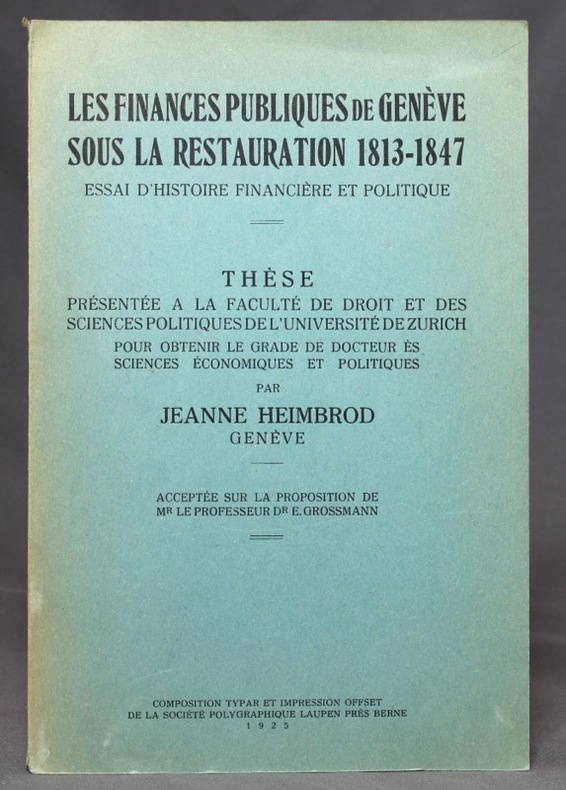 LES FINANCES PUBLIQUES DE GENÈVE
SOUS LA RESTAURATION 1813-1847
ESSAI D'HISTOIRE FINANCIÈRE ET POLITIQUE
THÈSE
PRÉSENTÉE A LA FACULTÉ DE DROIT ET DES
SCIENCES POLITIQUES DE L'UNIVERSITÉ DE ZURICH
POUR OBTENIR LE GRADE DE DOCTEUR ÈS
SCIENCES ÉCONOMIQUES ET POLITIQUES
PAR
JEANNE HEIMBROD
GENÈVE
ACCEPTÉE SUR LA PROPOSITION DE
MR LE PROFESSEUR DR E. GROSSMANN
COMPOSITION TYPAR ET IMPRESSION OFFSET
DE LA SOCIÉTÉ POLYGRAPHIQUE LAUPEN PRÈS BERNE
1925